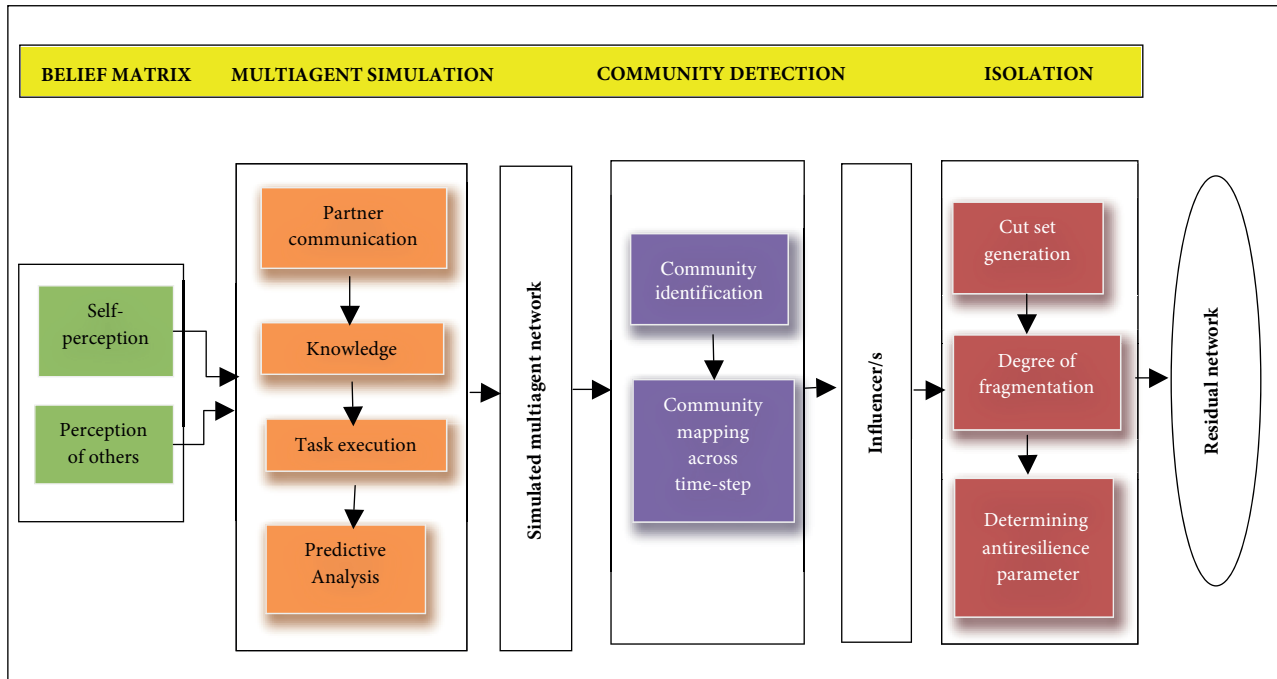 BELIEF MATRIX MULTIAGENT SIMULATION COMMUNITY DETECTION ISOLATION
Self-
perception
Perception
of others
Partner
communication
Knowledge
Task execution
Predictive
Analysis
Simulated multiagent network
Community
identification
Community
mapping
across
time-step
Influencer/s
Cut set
generation
Degree of
fragmentation
Determining
antiresilience
parameter
Residual network